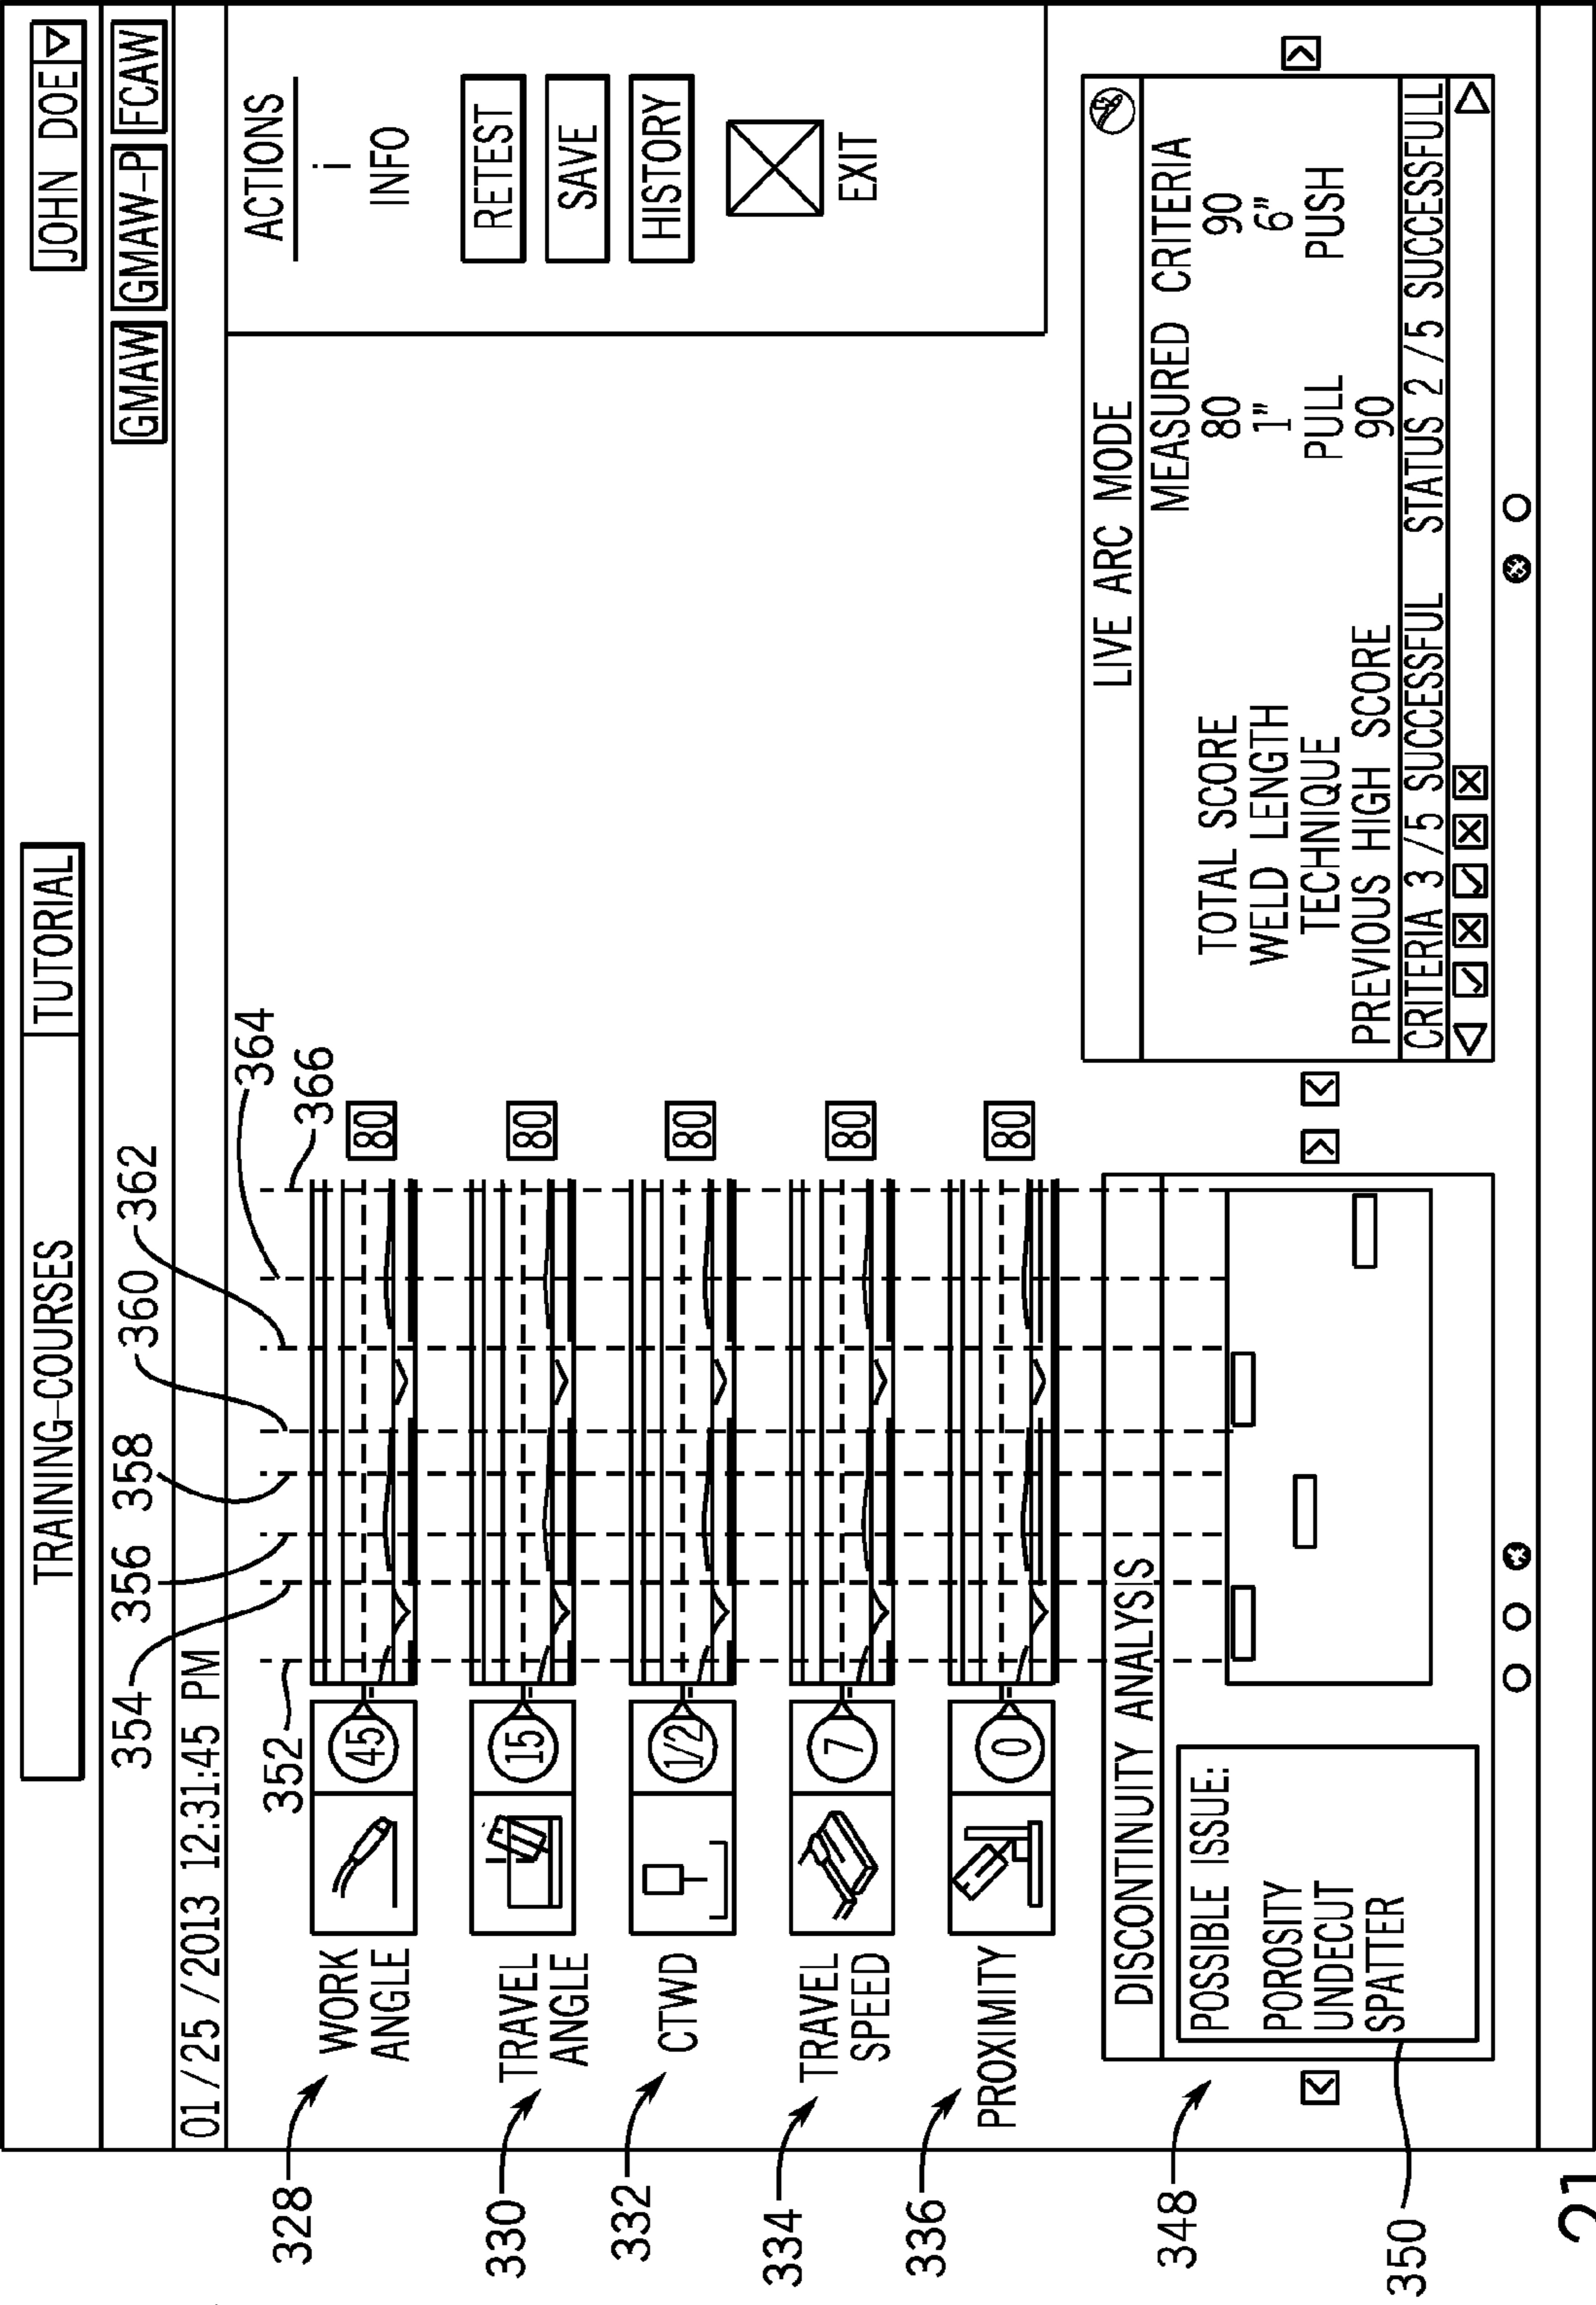 TRAINING-COURSES TUTORIAL JOHN DOE
354 356 358 360 362 GMAW GMAW-P FCAW
01 / 25 / 2013 12:31:45 PM
352 364 366
ACTIONS
i
INFO
RETEST
SAVE
HISTORY
EXIT
328 WORK ANGLE 45 80
330 TRAVEL ANGLE 15 80
332 CTWD 1/2 80
334 TRAVEL SPEED 7 80
336 PROXIMITY 0 80
348
DISCONTINUITY ANALYSIS
POSSIBLE ISSUE:
POROSITY
UNDECUT
SPATTER
350
LIVE ARC MODE
MEASURED CRITERIA
TOTAL SCORE 80 90
WELD LENGTH 1" 6"
TECHNIQUE PULL PUSH
PREVIOUS HIGH SCORE 90
CRITERIA 3 /5 SUCCESSFUL STATUS 2 /5 SUCCESSFULL